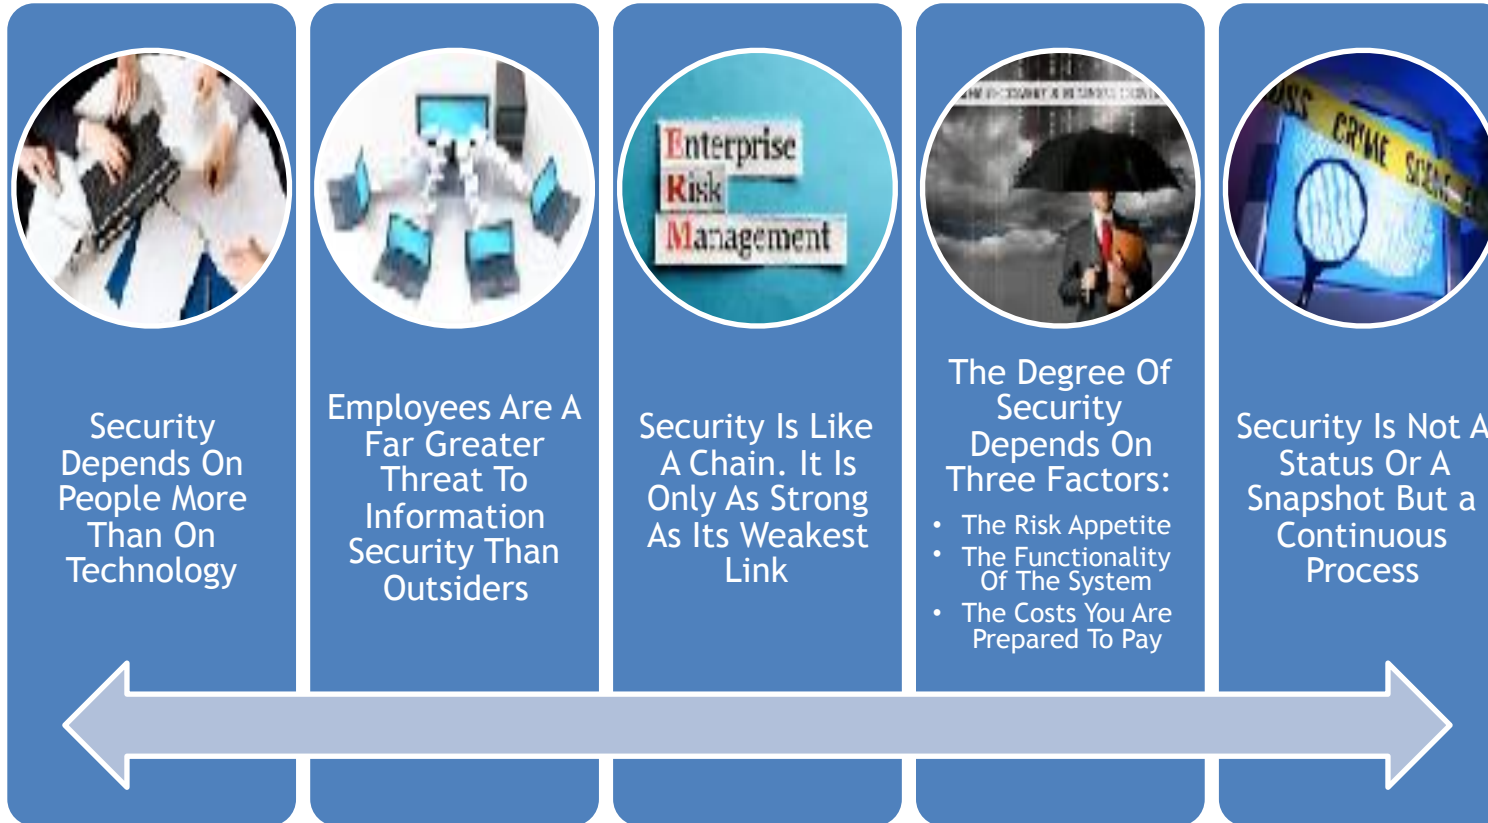 Security
Depends On
People More
Than On
Technology
Employees Are A
Far Greater
Threat To
Information
Security Than
Outsiders
Enterprise
Risk
Management
Security Is Like
A Chain. It Is
Only As Strong
As Its Weakest
Link
The Degree Of
Security
Depends On
Three Factors:
• The Risk Appetite
• The Functionality
Of The System
• The Costs You Are
Prepared To Pay
CRIME SCENE
Security Is Not A
Status Or A
Snapshot But a
Continuous
Process